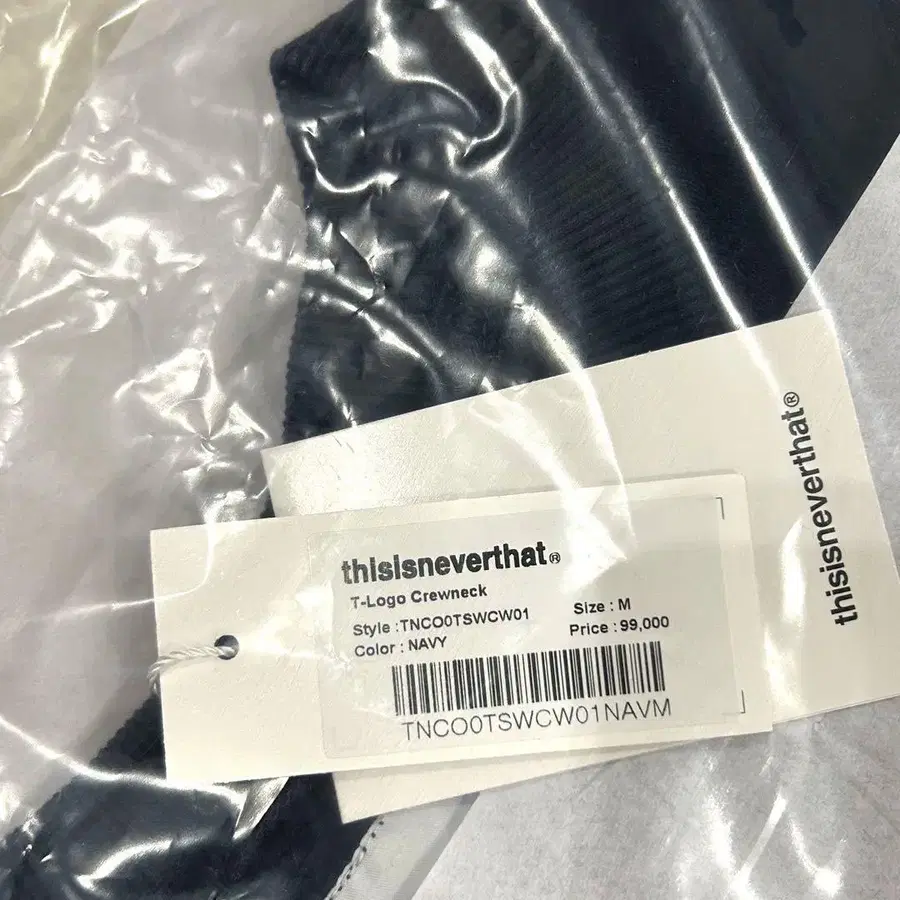 thisisneverthat®
thisisneverthat®
T-Logo Crewneck
Style :TNCO0TSWCW01
Size : M
Color : NAVY
Price : 99,000
TNCO0TSWCW01NAVM